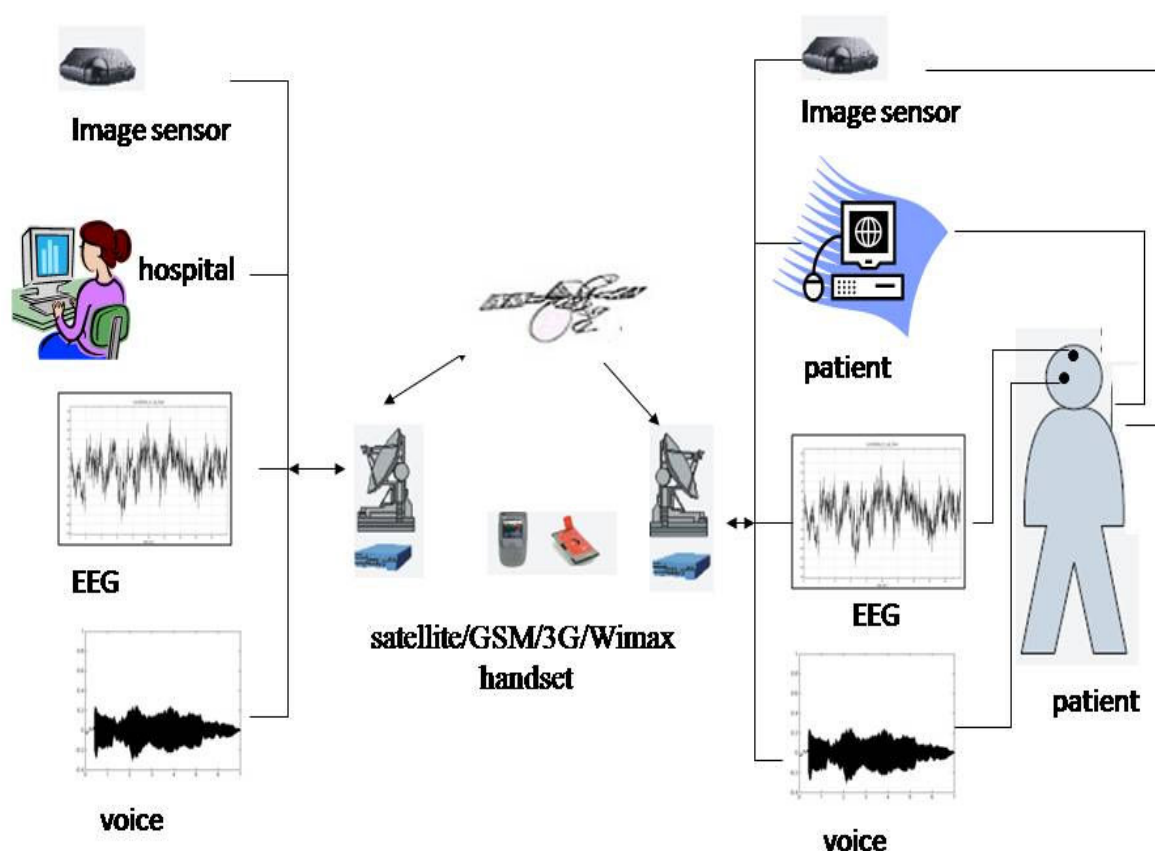 Image sensor
hospital
EEG
voice
satellite/GSM/3G/Wimax
handset
Image sensor
patient
EEG
voice
patient